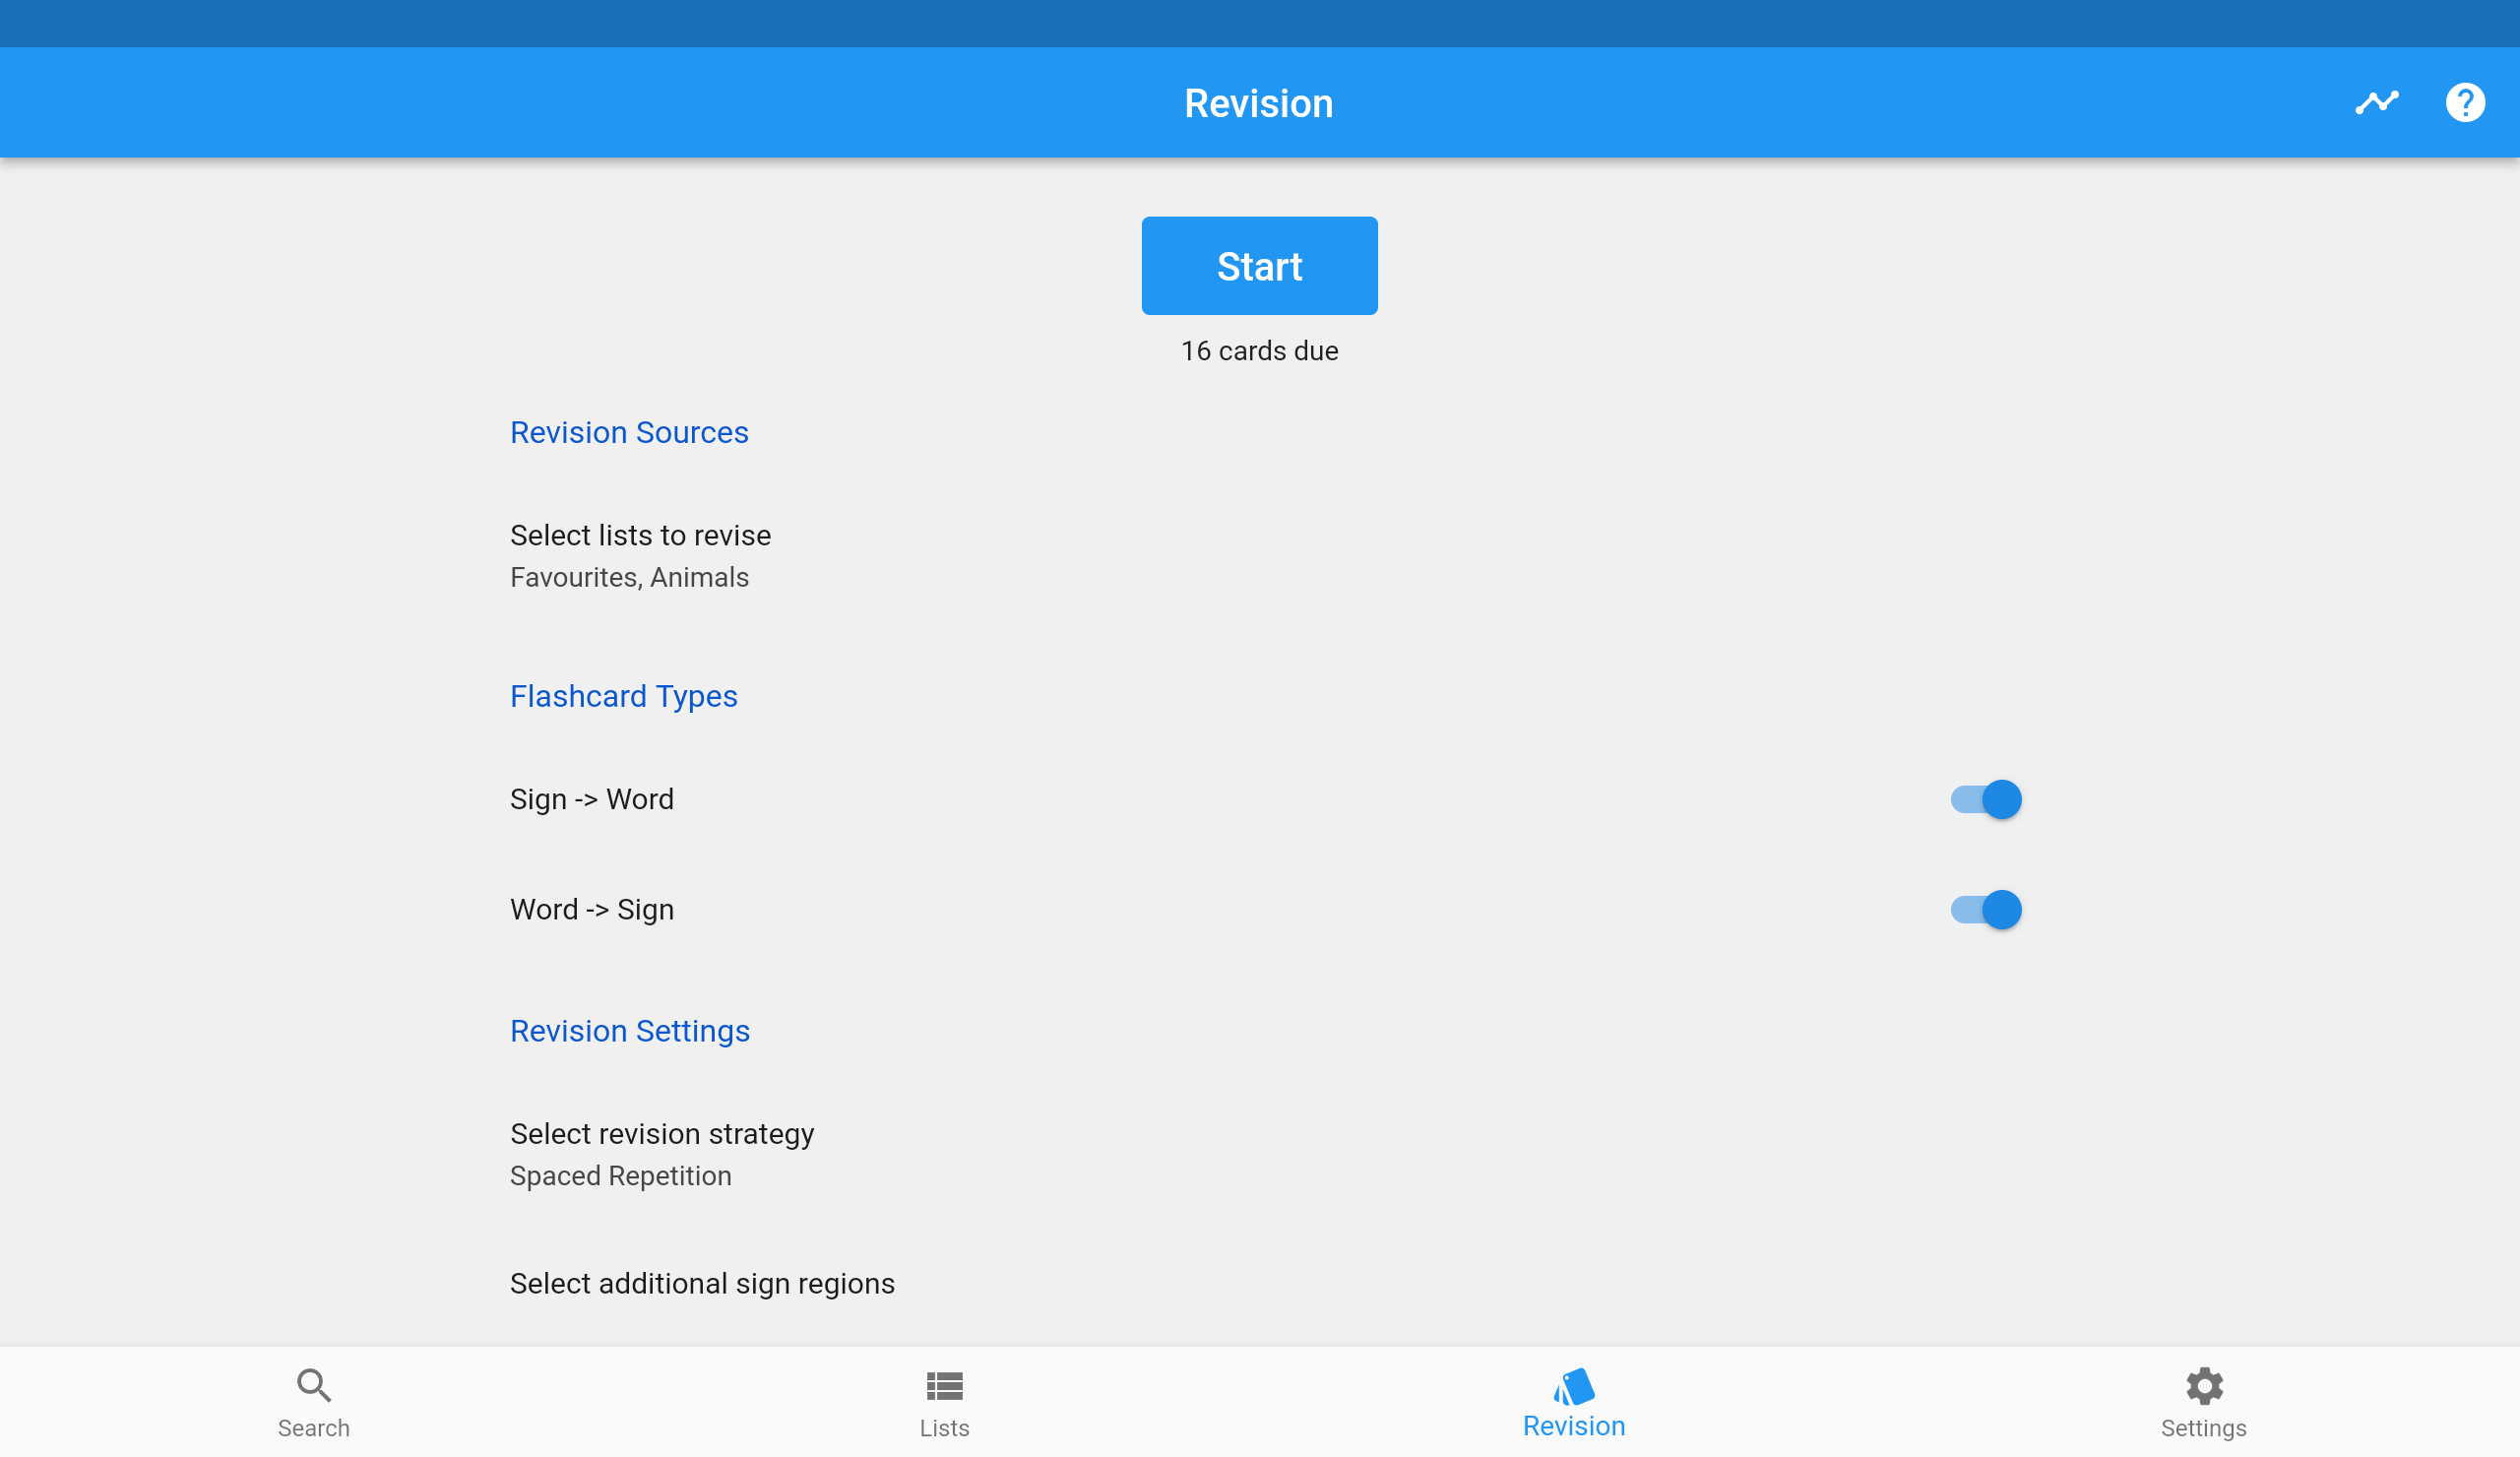 Revision
Start
16 cards due
Revision Sources
Select lists to revise
Favourites, Animals
Flashcard Types
Sign -> Word
Word -> Sign
Revision Settings
Select revision strategy
Spaced Repetition
Select additional sign regions
Search
Lists
Revision
Settings